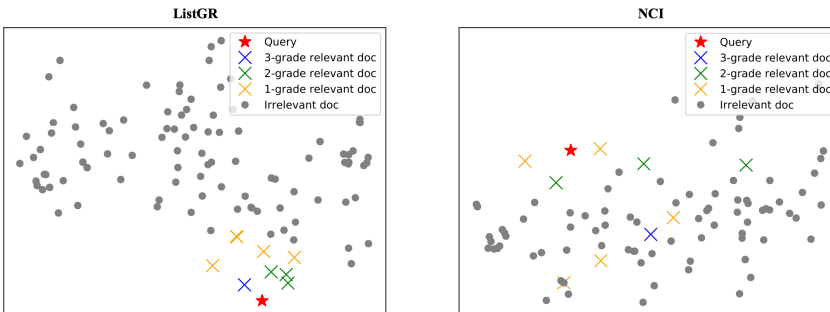 ListGR
Query
3-grade relevant doc
2-grade relevant doc
1-grade relevant doc
Irrelevant doc
NCI
Query
3-grade relevant doc
2-grade relevant doc
1-grade relevant doc
Irrelevant doc